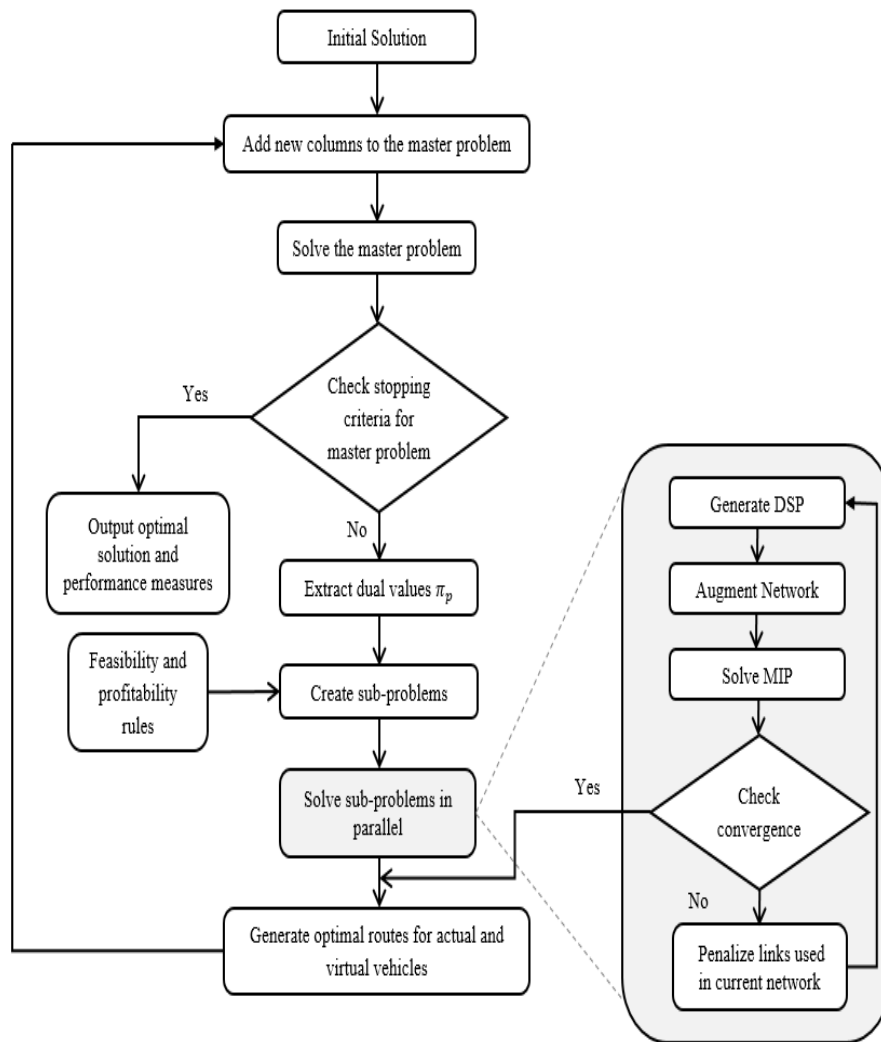 Initial Solution
Add new columns to the master problem
Solve the master problem
Check stopping
criteria for
master problem
Yes
Output optimal
solution and
performance measures
No
Extract dual values π_p
Feasibility and
profitability
rules
Create sub-problems
Solve sub-problems in
parallel
Generate optimal routes for actual and
virtual vehicles
Generate DSP
Augment Network
Solve MIP
Check
convergence
Yes
No
Penalize links used
in current network